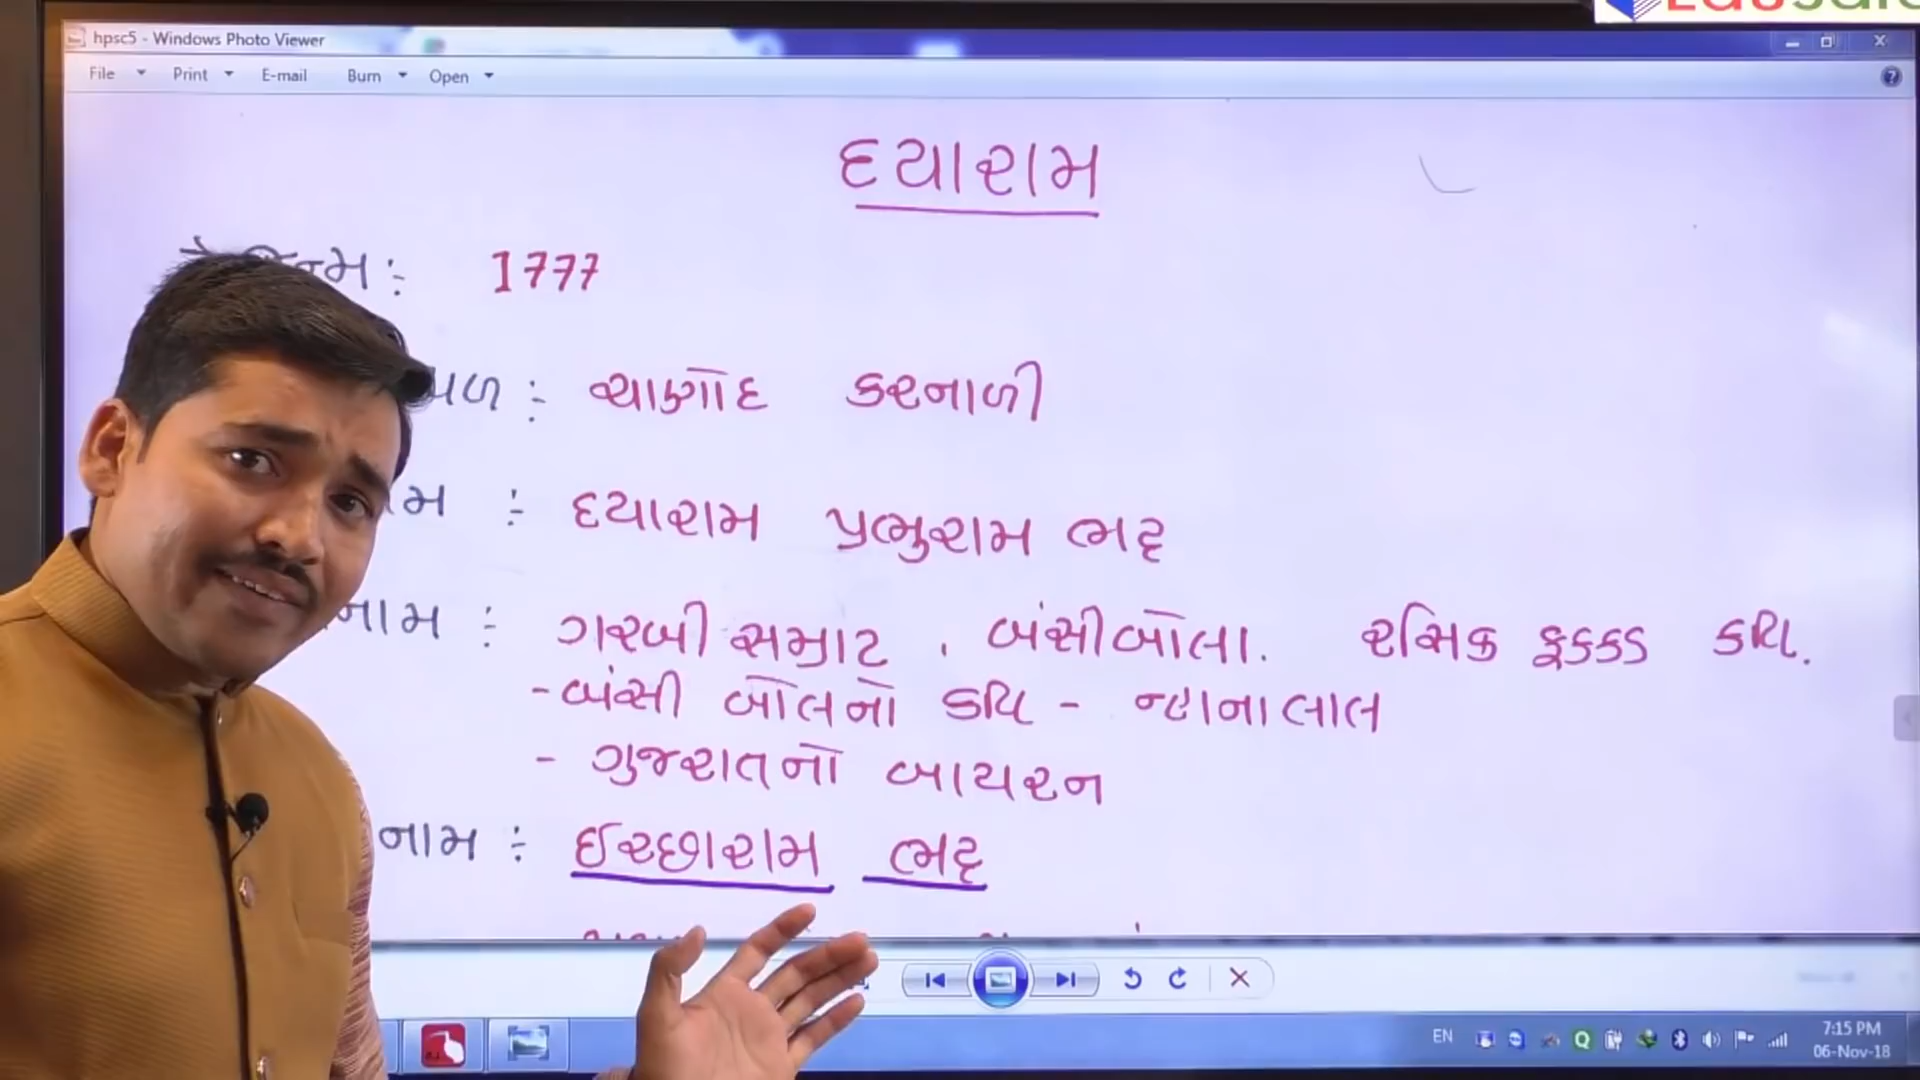 hpsc5 - Windows Photo Viewer
File Print E-mail Burn Open
દયારામ
1777
ચાણોદ કરનાળી
દયારામ પ્રભુરામ ભટ્ટ
ગરબી સમ્રાટ , બંસીબોલા. રસિક ફક્કડ કવિ.
- બંસી બોલનો કવિ - ન્હાનાલાલ
- ગુજરાતનો બાયરન
નામ : ઈચ્છારામ ભટ્ટ
EN 7:15 PM
06-Nov-18